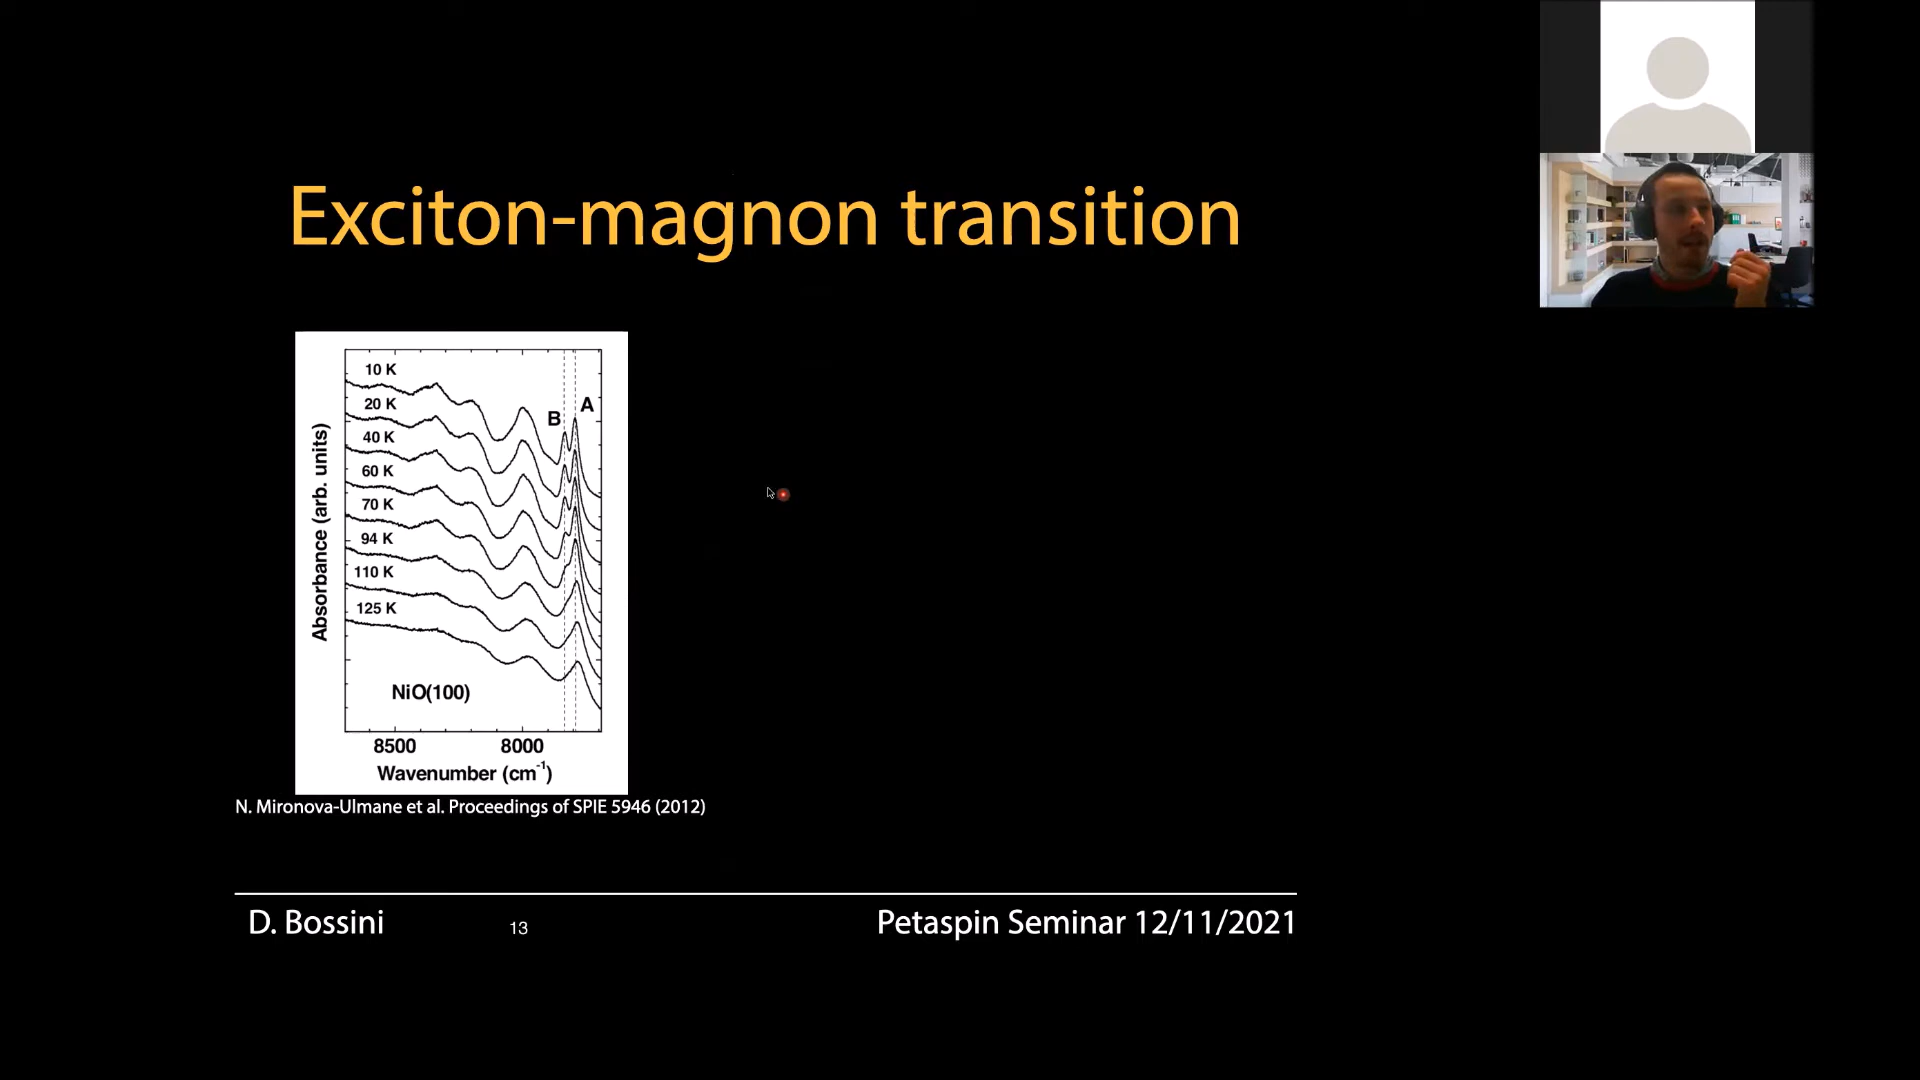 Exciton-magnon transition
10 K
20 K
40 K
60 K
70 K
94 K
110 K
125 K
B
A
Absorbance (arb. units)
NiO(100)
8500 8000
Wavenumber (cm⁻¹)
N. Mironova-Ulmane et al. Proceedings of SPIE 5946 (2012)
D. Bossini 13 Petaspin Seminar 12/11/2021